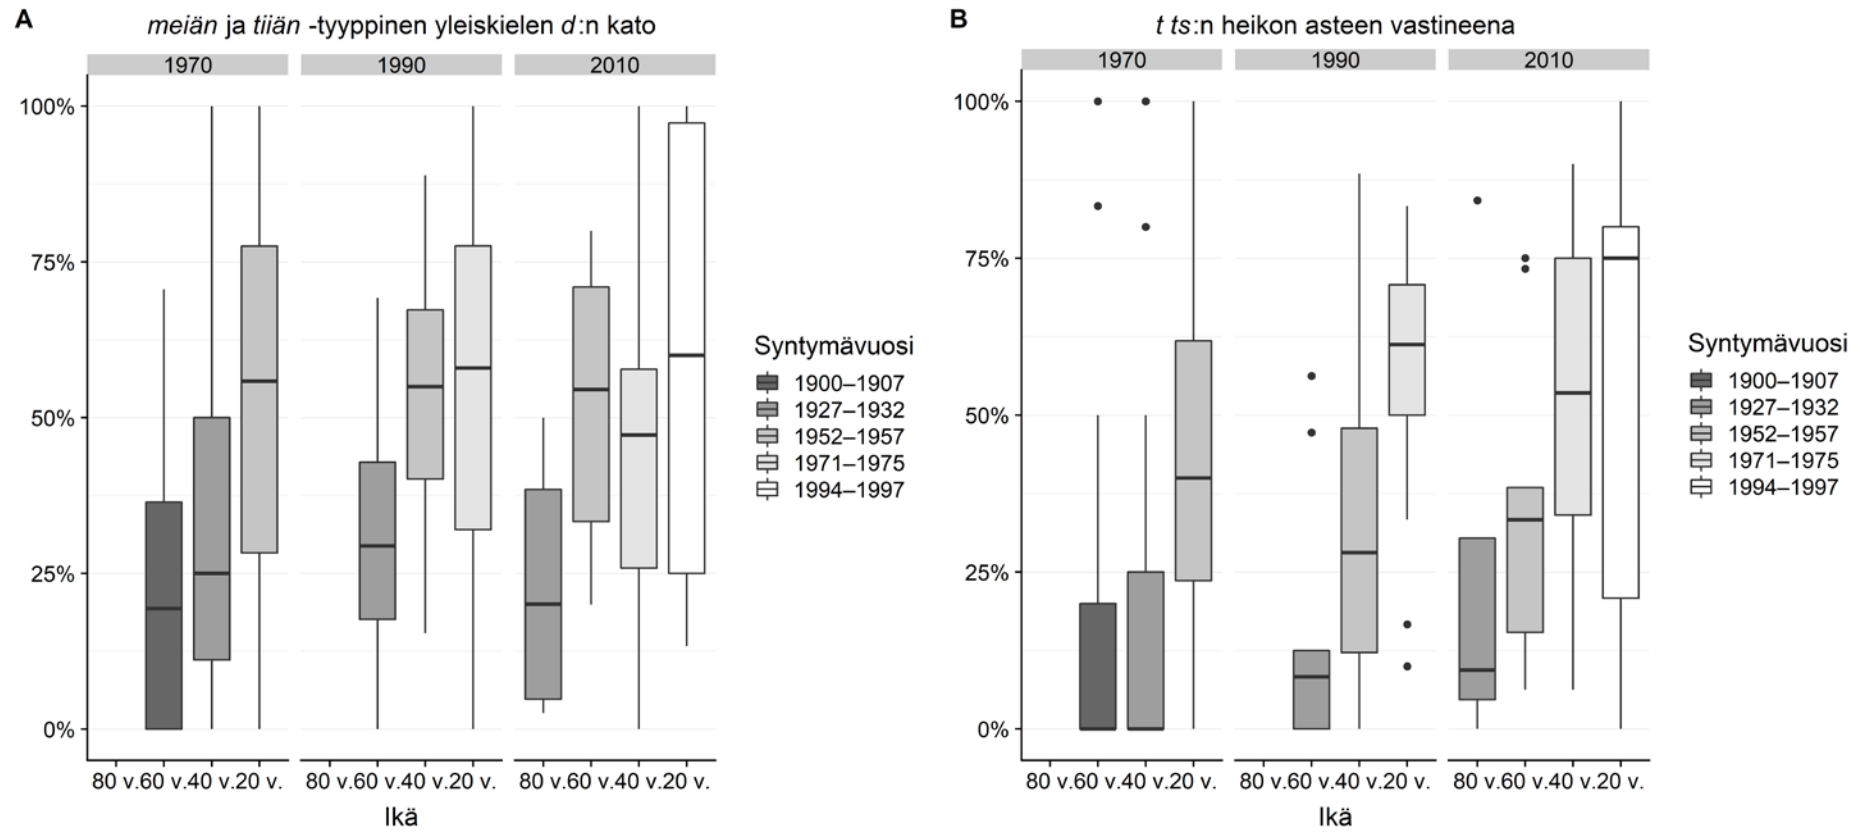 A
meiän ja tiiän -tyyppinen yleiskielen d:n kato
1970 1990 2010
100%
75%
50%
25%
0%
80 v. 60 v. 40 v. 20 v. 80 v. 60 v. 40 v. 20 v. 80 v. 60 v. 40 v. 20 v.
Ikä
Syntymävuosi
1900–1907
1927–1932
1952–1957
1971–1975
1994–1997
B
t ts:n heikon asteen vastineena
1970 1990 2010
100%
75%
50%
25%
0%
80 v. 60 v. 40 v. 20 v. 80 v. 60 v. 40 v. 20 v. 80 v. 60 v. 40 v. 20 v.
Ikä
Syntymävuosi
1900–1907
1927–1932
1952–1957
1971–1975
1994–1997